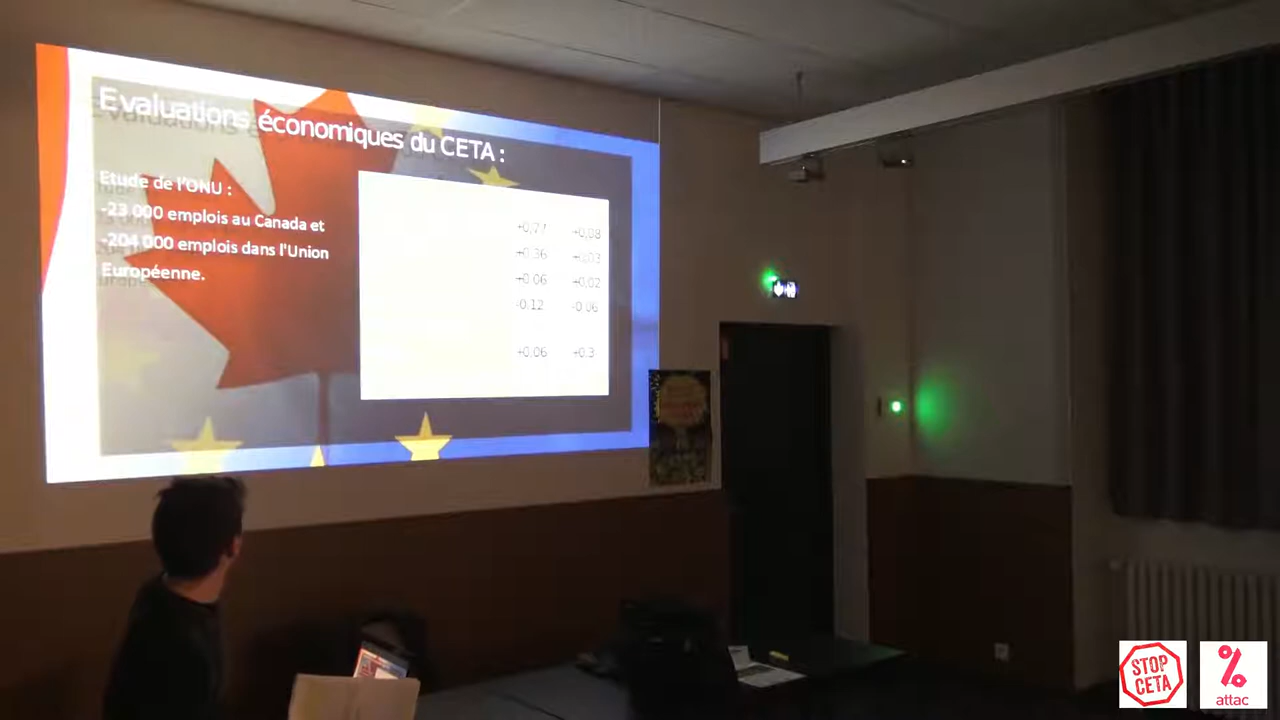 Evaluations économiques du CETA :
Etude de l'ONU :
-23 000 emplois au Canada et
-204 000 emplois dans l'Union
Européenne.
+0,77 +0,08
+0.36 +0.03
+0.06 +0.02
-0.12 -0.06
+0.06 +0.3
STOP
CETA
attac